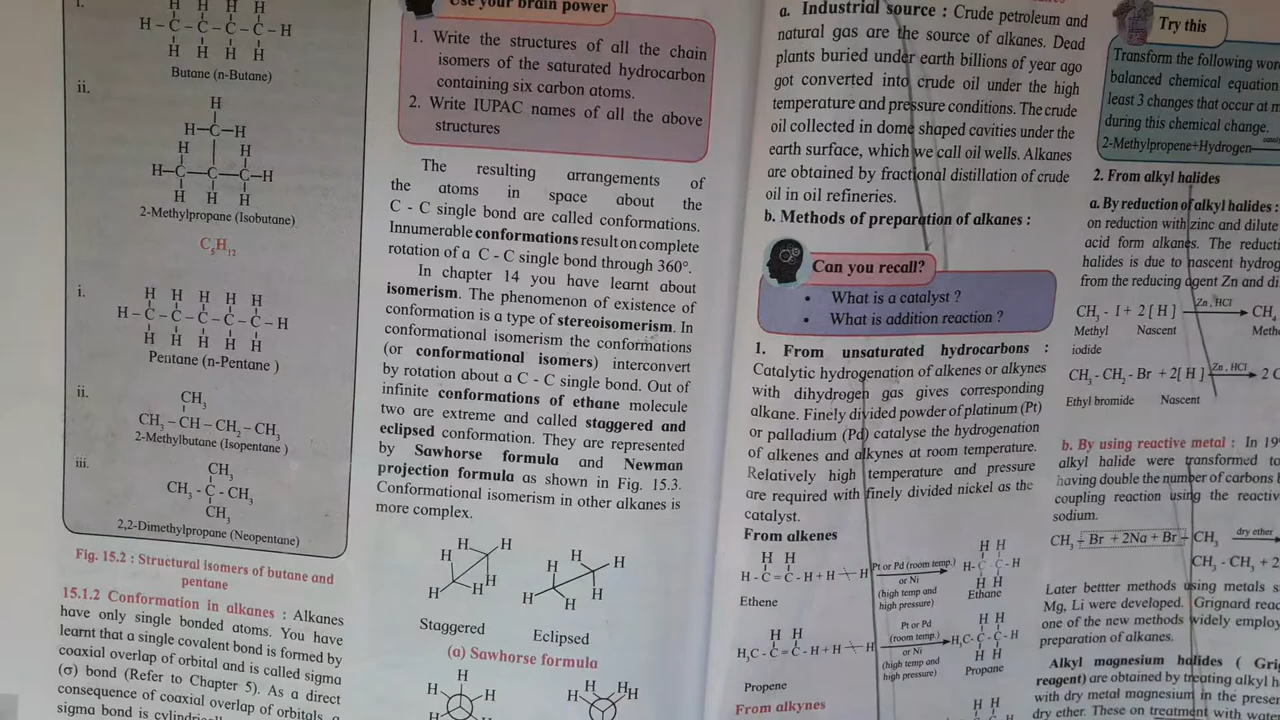 i.
H H H H
H - C - C - C - C - H
H H H H
Butane (n-Butane)
ii.
H
H-C-H
H H
H-C-C-C-H
H H H
2-Methylpropane (Isobutane)
C5H12
i.
H H H H H
H - C - C - C - C - C - H
H H H H H
Pentane (n-Pentane )
ii.
CH3
CH3 - CH - CH2 - CH3
2-Methylbutane (Isopentane )
iii.
CH3
CH3 - C - CH3
CH3
2,2-Dimethylpropane (Neopentane)
Fig. 15.2 : Structural isomers of butane and
pentane
15.1.2 Conformation in alkanes : Alkanes
have only single bonded atoms. You have
learnt that a single covalent bond is formed by
coaxial overlap of orbital and is called sigma
(σ) bond (Refer to Chapter 5). As a direct
consequence of coaxial overlap of orbitals, a
sigma bond is
Use your brain power
1. Write the structures of all the chain
isomers of the saturated hydrocarbon
containing six carbon atoms.
2. Write IUPAC names of all the above
structures
The resulting arrangements of
the atoms in space about the
C - C single bond are called conformations.
Innumerable conformations result on complete
rotation of a C - C single bond through 360°.
In chapter 14 you have learnt about
isomerism. The phenomenon of existence of
conformation is a type of stereoisomerism. In
conformational isomerism the conformations
(or conformational isomers) interconvert
by rotation about a C - C single bond. Out of
infinite conformations of ethane molecule
two are extreme and called staggered and
eclipsed conformation. They are represented
by Sawhorse formula and Newman
projection formula as shown in Fig. 15.3.
Conformational isomerism in other alkanes is
more complex.
H H
H
H
H H
H H
H
H H
H
Staggered Eclipsed
(a) Sawhorse formula
H
H H
H HH
a. Industrial source : Crude petroleum and
natural gas are the source of alkanes. Dead
plants buried under earth billions of year ago
got converted into crude oil under the high
temperature and pressure conditions. The crude
oil collected in dome shaped cavities under the
earth surface, which we call oil wells. Alkanes
are obtained by fractional distillation of crude
oil in oil refineries.
b. Methods of preparation of alkanes :
Can you recall?
• What is a catalyst ?
• What is addition reaction ?
1. From unsaturated hydrocarbons :
Catalytic hydrogenation of alkenes or alkynes
with dihydrogen gas gives corresponding
alkane. Finely divided powder of platinum (Pt)
or palladium (Pd) catalyse the hydrogenation
of alkenes and alkynes at room temperature.
Relatively high temperature and pressure
are required with finely divided nickel as the
catalyst.
From alkenes
H H
H - C = C - H + H - H
Ethene
Pt or Pd (room temp.)
or Ni
(high temp and
high pressure)
H H
H - C - C - H
H H
Ethane
H H
H3C - C = C - H + H - H
Propene
Pt or Pd
(room temp.)
or Ni
(high temp and
high pressure)
H H
H3C - C - C - H
H H
Propane
From alkynes
H H
Try this
Transform the following wor
balanced chemical equation
least 3 changes that occur at m
during this chemical change.
2-Methylpropene+Hydrogen
2. From alkyl halides
a. By reduction of alkyl halides :
on reduction with zinc and dilute
acid form alkanes. The reducti
halides is due to nascent hydrog
from the reducing agent Zn and di
CH3 - I + 2 [ H ] Zn , HCl CH4
Methyl Nascent Meth
iodide
CH3 - CH2 - Br + 2[ H ] Zn , HCl 2 C
Ethyl bromide Nascent
b. By using reactive metal : In 19
alkyl halide were transformed to
having double the number of carbons b
coupling reaction using the reactiv
sodium.
CH3 - Br + 2Na + Br - CH3 dry ether
CH3 - CH3 + 2
Later bettter methods using metals s
Mg, Li were developed. Grignard rea
one of the new methods widely employ
preparation of alkanes.
Alkyl magnesium halides ( Gri
reagent) are obtained by treating alkyl h
with dry metal magnesium in the presen
dry ether. These on treatment with wate